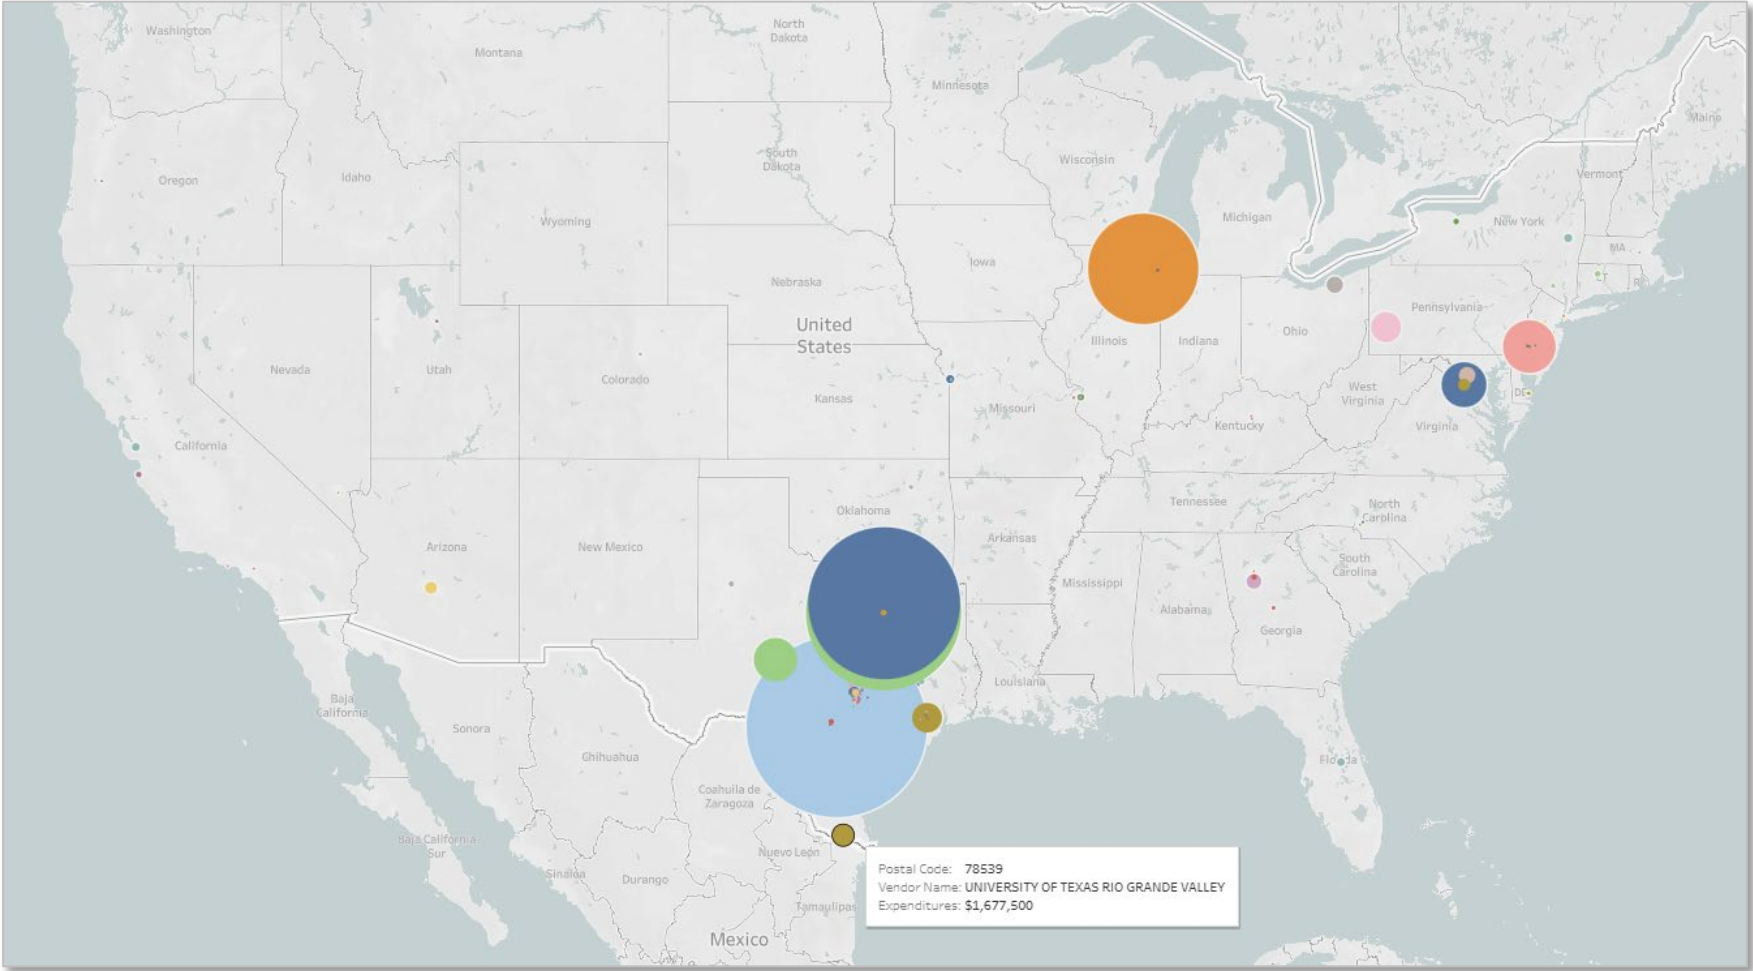 Washington
North
Dakota
Montana
Minnesota
Maine
South
Dakota
Wisconsin
Oregon
Idaho
Vermont
Wyoming
Michigan
New York
MA
Iowa
Nebraska
RI
Pennsylvania
United
States
Ohio
Illinois
Indiana
Nevada
Utah
Colorado
West
Virginia
Kansas
DE
Missouri
Kentucky
Virginia
California
Tennessee
North
Carolina
Oklahoma
Arkansas
Arizona
New Mexico
South
Carolina
Mississippi
Alabama
Georgia
Louisiana
Baja
California
Sonora
Chihuahua
Florida
Coahuila de
Zaragoza
Baja California
Sur
Nuevo León
Sinaloa
Durango
Tamaulipas
Mexico
Postal Code: 78539
Vendor Name: UNIVERSITY OF TEXAS RIO GRANDE VALLEY
Expenditures: $1,677,500